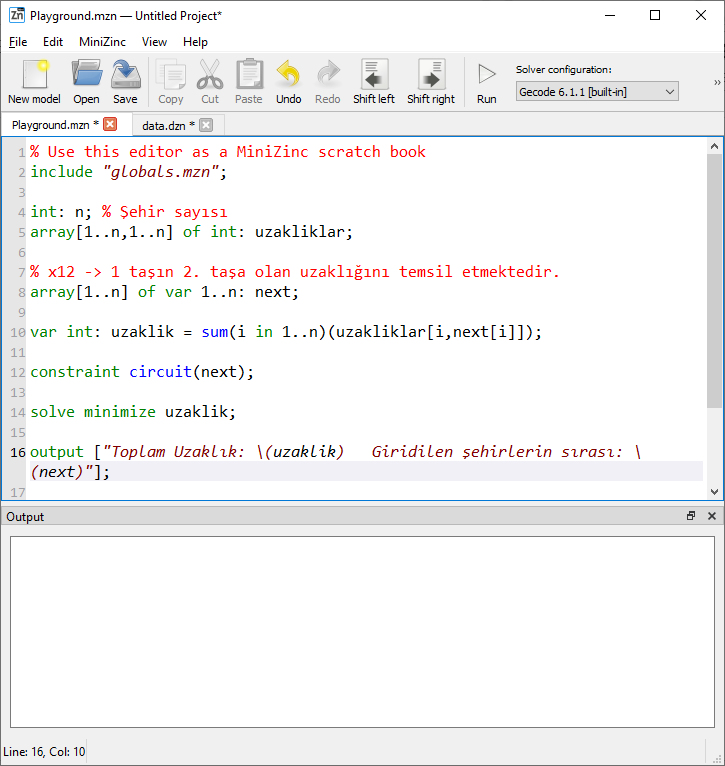 Zn Playground.mzn — Untitled Project*
File Edit MiniZinc View Help
New model Open Save Copy Cut Paste Undo Redo Shift left Shift right Run
Solver configuration:
Gecode 6.1.1 [built-in]
»
Playground.mzn * data.dzn *
1 % Use this editor as a MiniZinc scratch book
2 include "globals.mzn";
3
4 int: n; % Şehir sayısı
5 array[1..n,1..n] of int: uzakliklar;
6
7 % x12 -> 1 taşın 2. taşa olan uzaklığını temsil etmektedir.
8 array[1..n] of var 1..n: next;
9
10 var int: uzaklik = sum(i in 1..n)(uzakliklar[i,next[i]]);
11
12 constraint circuit(next);
13
14 solve minimize uzaklik;
15
16 output ["Toplam Uzaklık: \(uzaklik)   Giridilen şehirlerin sırası: \
(next)"];
17
Output
Line: 16, Col: 10